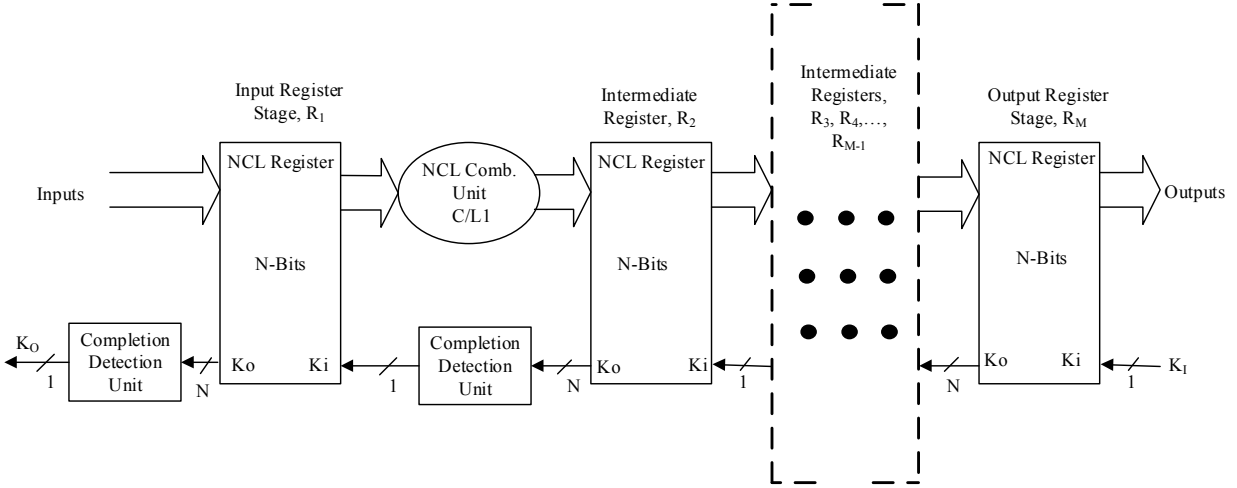 Input Register
Stage, R1
Intermediate
Register, R2
Intermediate
Registers,
R3, R4,…,
RM-1
Output Register
Stage, RM
Inputs
NCL Register
N-Bits
Ko Ki
NCL Comb.
Unit
C/L1
NCL Register
N-Bits
Ko Ki
NCL Register
N-Bits
Ko Ki
Outputs
KO
1
Completion
Detection
Unit
N
1
Completion
Detection
Unit
N
1
N
1
KI